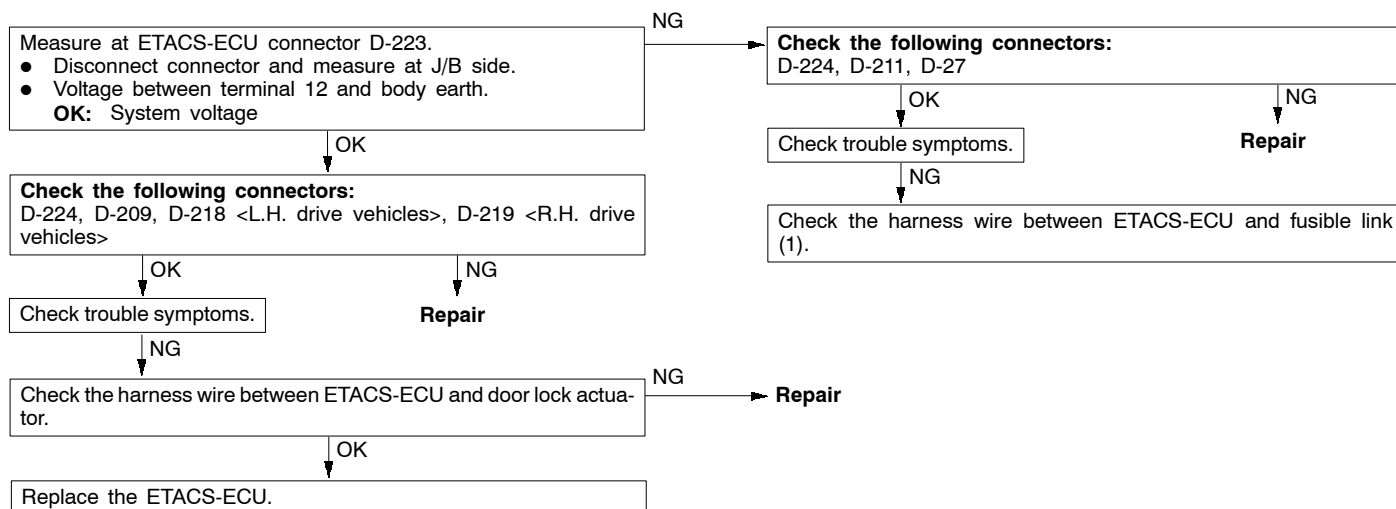 Measure at ETACS-ECU connector D-223.
● Disconnect connector and measure at J/B side.
● Voltage between terminal 12 and body earth.
OK: System voltage
NG
Check the following connectors:
D-224, D-211, D-27
OK
NG
Check trouble symptoms.
Repair
NG
Check the harness wire between ETACS-ECU and fusible link
(1).
OK
Check the following connectors:
D-224, D-209, D-218 <L.H. drive vehicles>, D-219 <R.H. drive
vehicles>
OK
NG
Check trouble symptoms.
Repair
NG
Check the harness wire between ETACS-ECU and door lock actua-
tor.
NG
Repair
OK
Replace the ETACS-ECU.